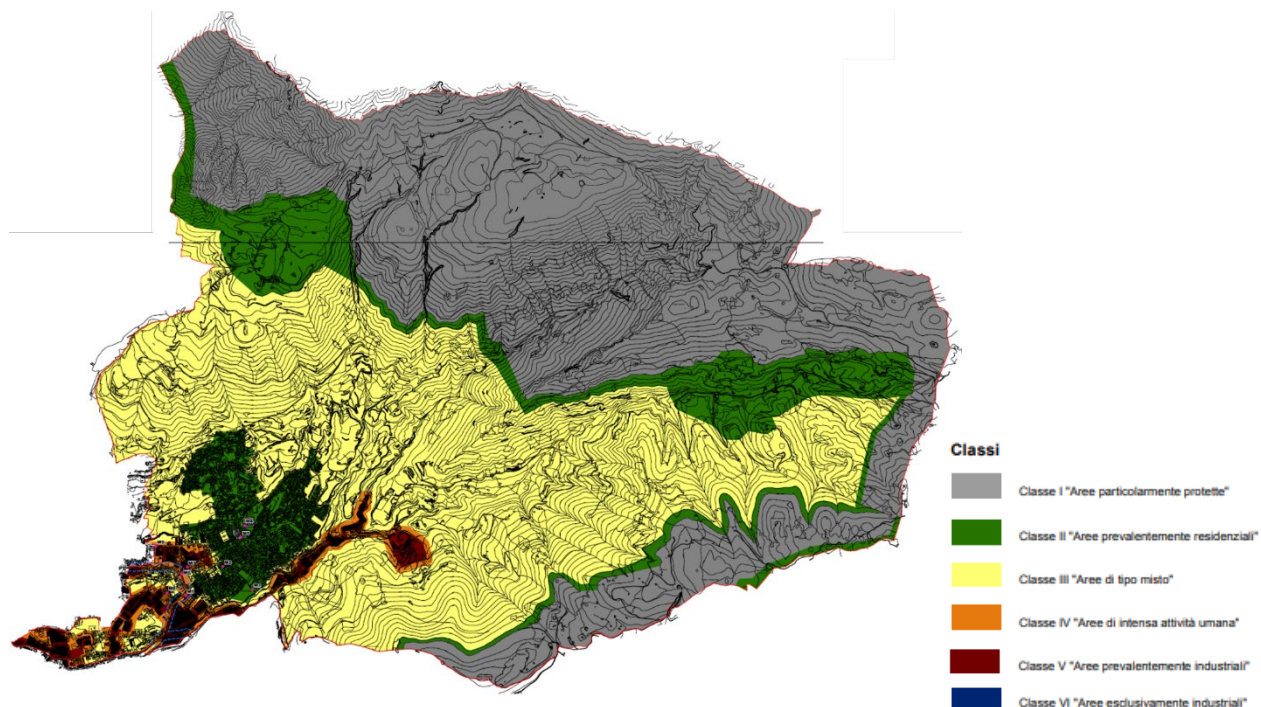 Classi
Classe I "Aree particolarmente protette"
Classe II "Aree prevalentemente residenziali"
Classe III "Aree di tipo misto"
Classe IV "Aree di intensa attività umana"
Classe V "Aree prevalentemente industriali"
Classe VI "Aree esclusivamente industriali"